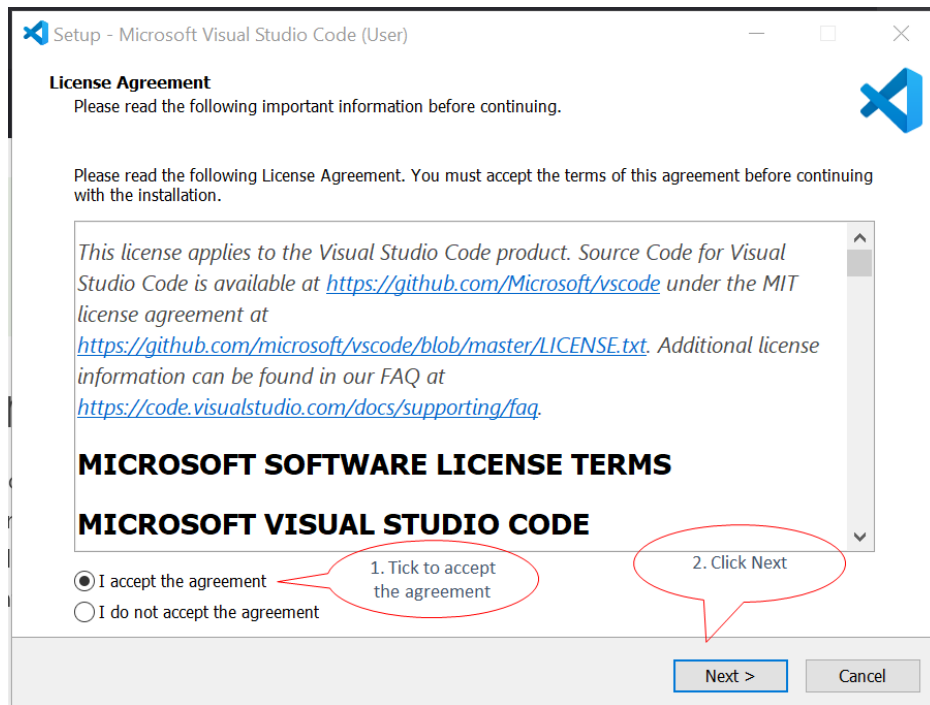 Setup - Microsoft Visual Studio Code (User)
License Agreement
Please read the following important information before continuing.
Please read the following License Agreement. You must accept the terms of this agreement before continuing
with the installation.
This license applies to the Visual Studio Code product. Source Code for Visual
Studio Code is available at https://github.com/Microsoft/vscode under the MIT
license agreement at
https://github.com/microsoft/vscode/blob/master/LICENSE.txt. Additional license
information can be found in our FAQ at
https://code.visualstudio.com/docs/supporting/faq.
MICROSOFT SOFTWARE LICENSE TERMS
MICROSOFT VISUAL STUDIO CODE
I accept the agreement
1. Tick to accept
the agreement
2. Click Next
I do not accept the agreement
Next >
Cancel